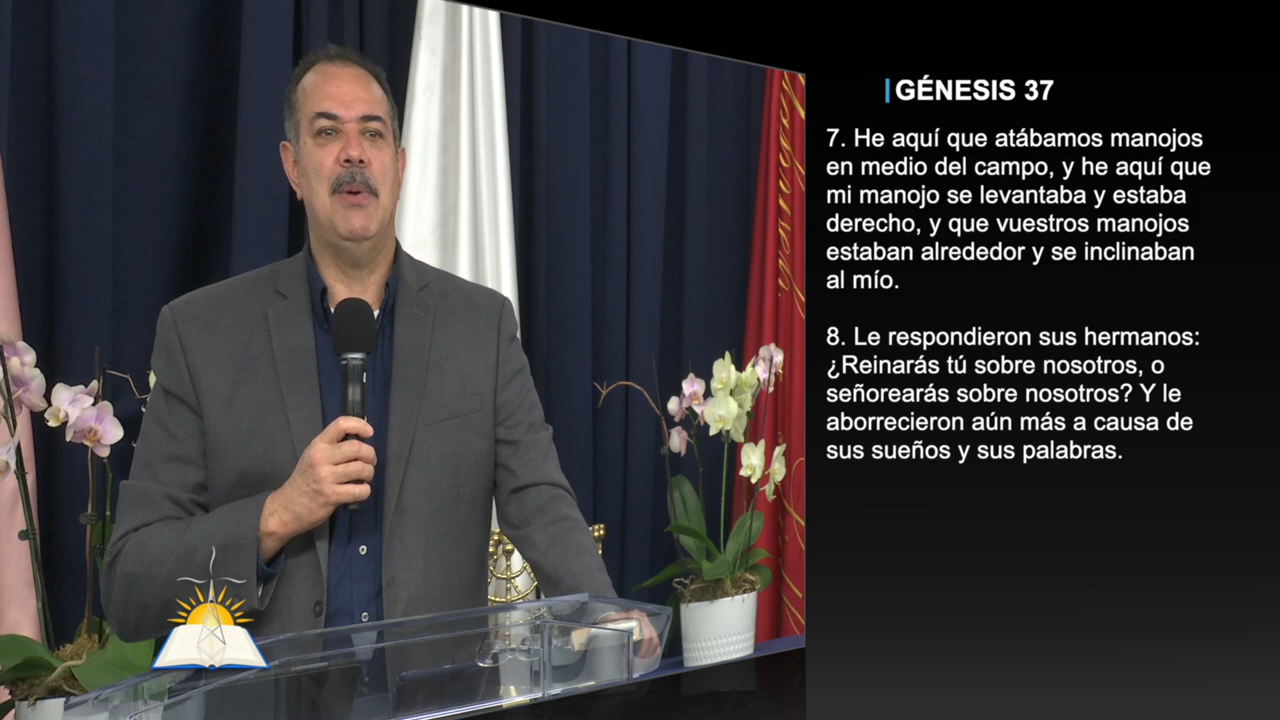 GÉNESIS 37
7. He aquí que atábamos manojos
en medio del campo, y he aquí que
mi manojo se levantaba y estaba
derecho, y que vuestros manojos
estaban alrededor y se inclinaban
al mío.
8. Le respondieron sus hermanos:
¿Reinarás tú sobre nosotros, o
señorearás sobre nosotros? Y le
aborrecieron aún más a causa de
sus sueños y sus palabras.